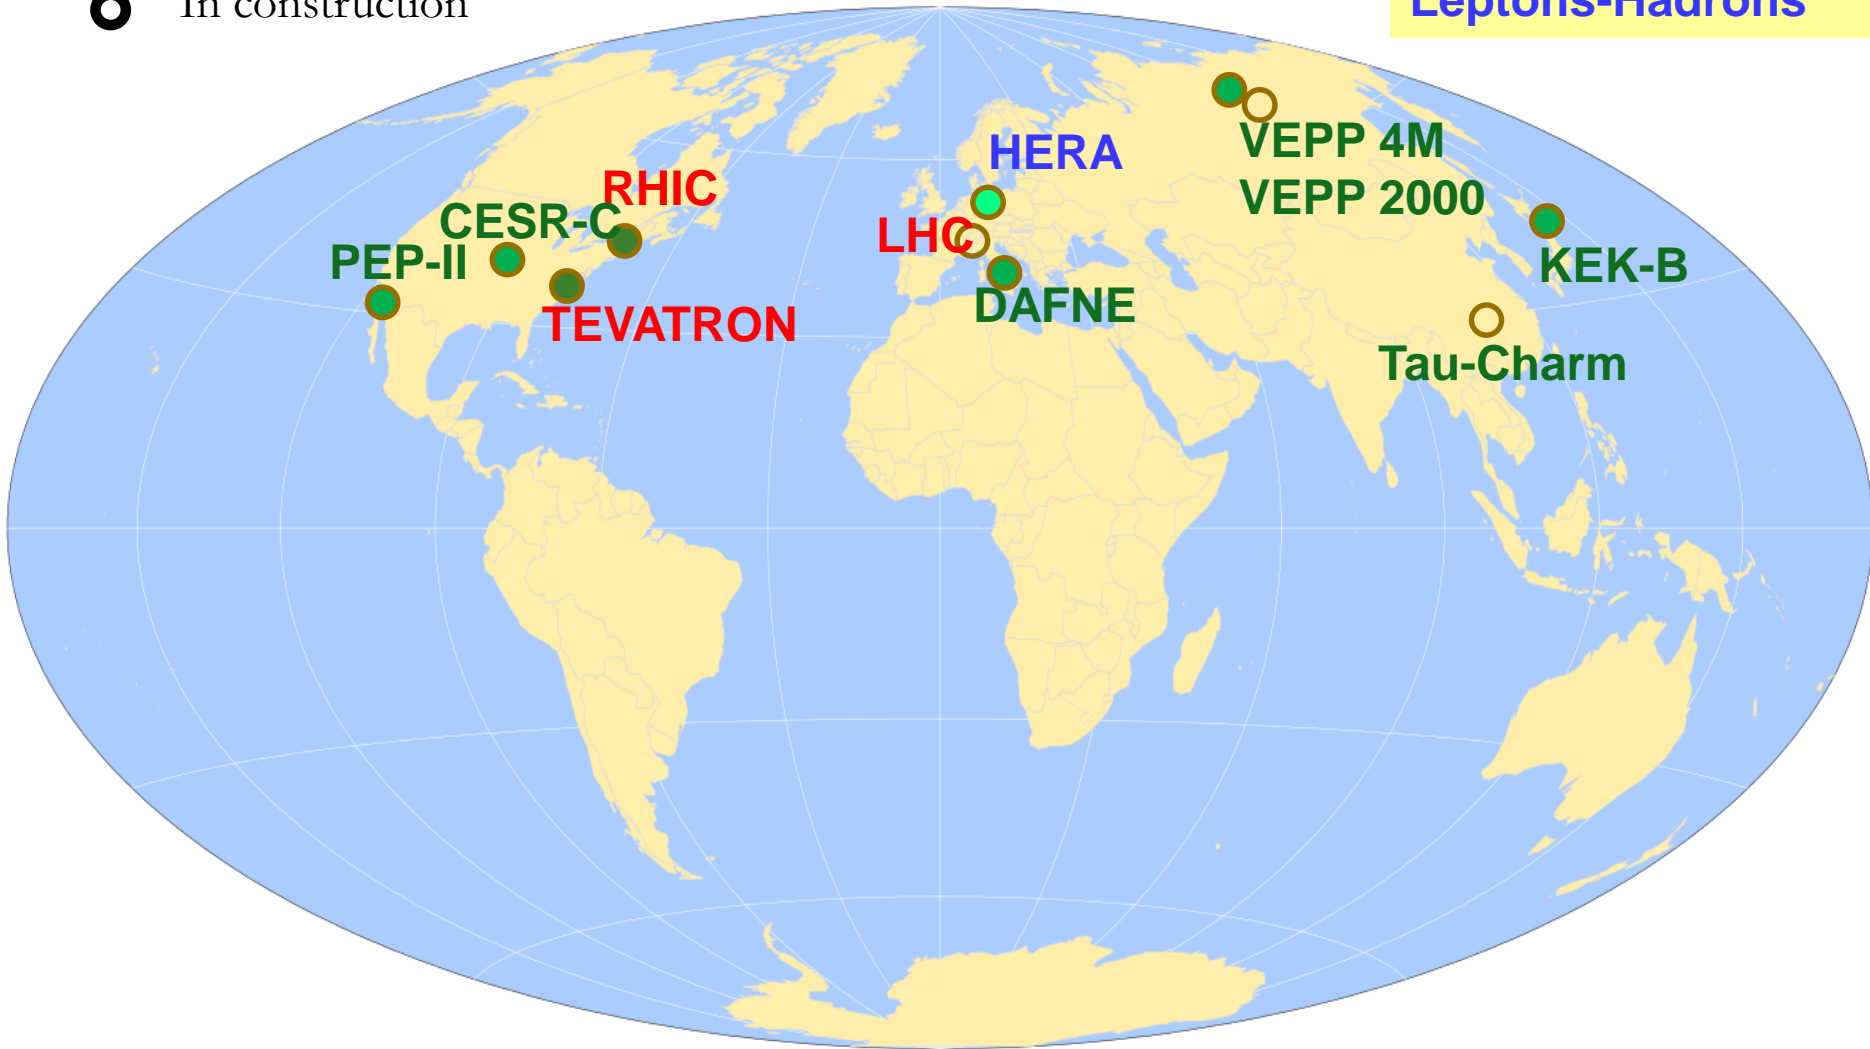 In construction
Leptons-Hadrons
HERA
VEPP 4M
VEPP 2000
RHIC
CESR-C
LHC
PEP-II
KEK-B
DAFNE
TEVATRON
Tau-Charm